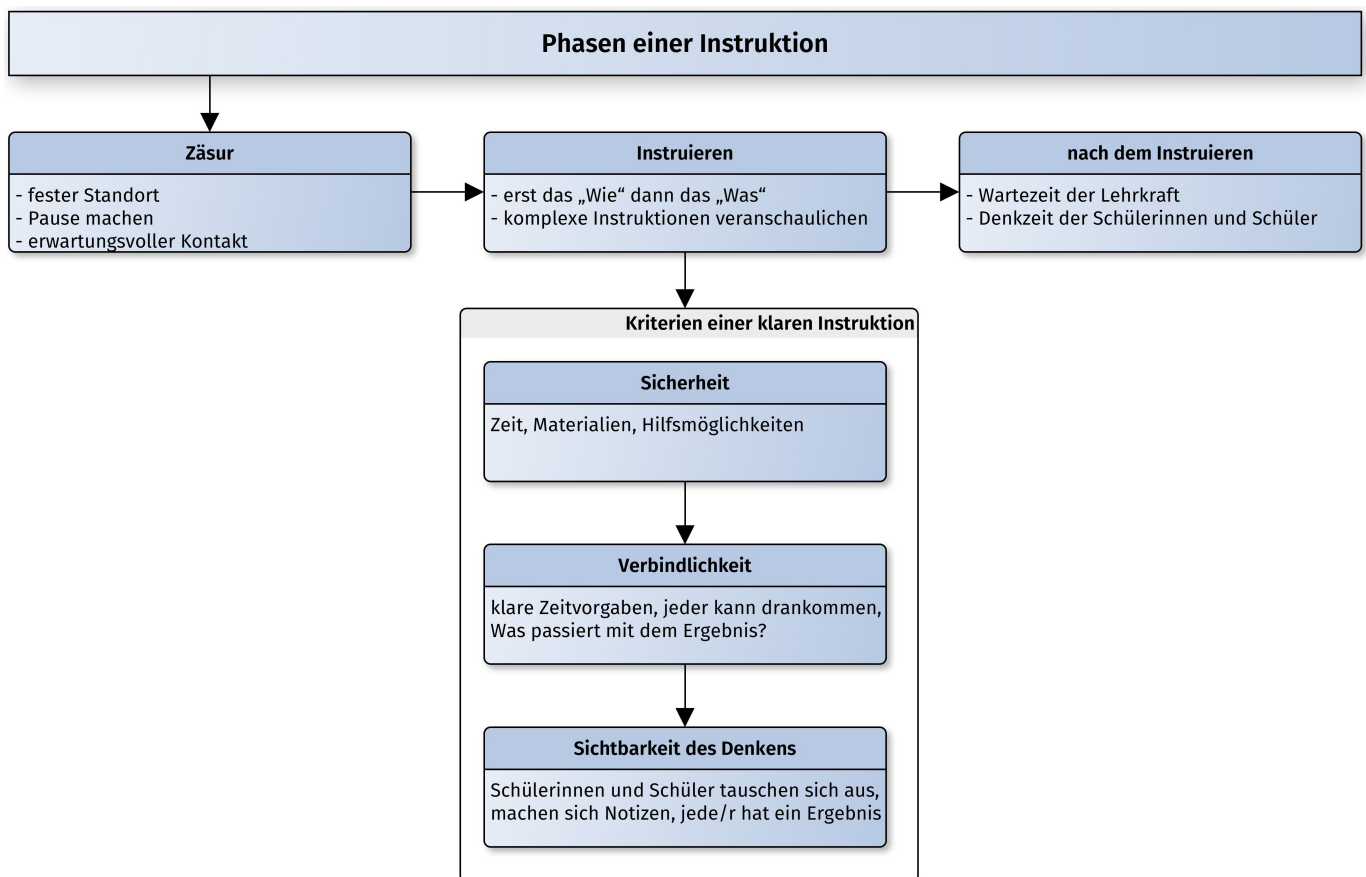 Phasen einer Instruktion
Zäsur
- fester Standort
- Pause machen
- erwartungsvoller Kontakt
Instruieren
- erst das „Wie“ dann das „Was“
- komplexe Instruktionen veranschaulichen
nach dem Instruieren
- Wartezeit der Lehrkraft
- Denkzeit der Schülerinnen und Schüler
Kriterien einer klaren Instruktion
Sicherheit
Zeit, Materialien, Hilfsmöglichkeiten
Verbindlichkeit
klare Zeitvorgaben, jeder kann drankommen,
Was passiert mit dem Ergebnis?
Sichtbarkeit des Denkens
Schülerinnen und Schüler tauschen sich aus,
machen sich Notizen, jede/r hat ein Ergebnis